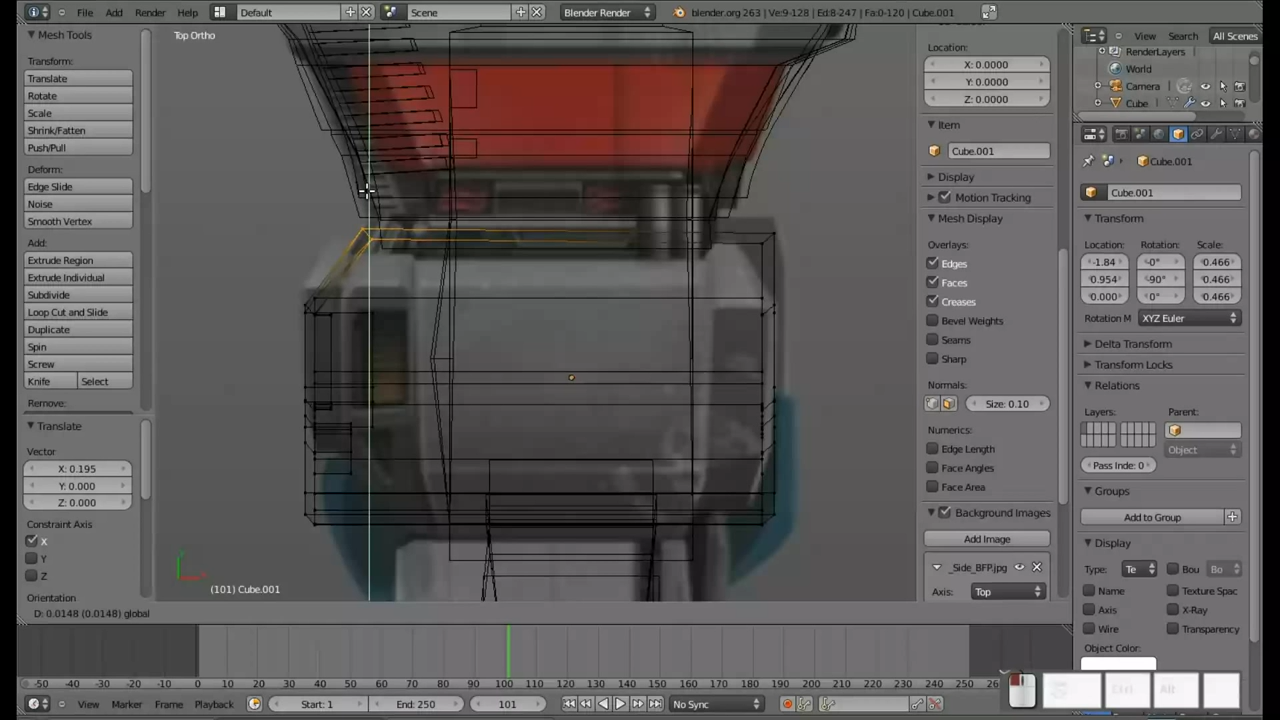 File Add Render Help Default Scene Blender Render blender.org 263 | Ve:9-128 | Ed:8-247 | Fa:0-120 | Cube.001
Mesh Tools
Transform:
Translate
Rotate
Scale
Shrink/Fatten
Push/Pull
Deform:
Edge Slide
Noise
Smooth Vertex
Add:
Extrude Region
Extrude Individual
Subdivide
Loop Cut and Slide
Duplicate
Spin
Screw
Knife Select
Remove:
Translate
Vector
X: 0.195
Y: 0.000
Z: 0.000
Constraint Axis
X
Y
Z
Orientation
Top Ortho
(101) Cube.001
D: 0.0148 (0.0148) global
Location:
X: 0.0000
Y: 0.0000
Z: 0.0000
Item
Cube.001
Display
Motion Tracking
Mesh Display
Overlays:
Edges
Faces
Creases
Bevel Weights
Seams
Sharp
Normals:
Size: 0.10
Numerics:
Edge Length
Face Angles
Face Area
Background Images
Add Image
_Side_BFP.jpg
Axis: Top
View Search All Scenes
RenderLayers
World
Camera
Cube
Cube.001
Cube.001
Transform
Location: Rotation: Scale:
-1.84 -0° 0.466
0.954 -90° 0.466
0.000 0° 0.466
Rotation M XYZ Euler
Delta Transform
Transform Locks
Relations
Layers: Parent:
Object
Pass Inde: 0
Groups
Add to Group
Display
Type: Te Bou Bo
Name Texture Spac
Axis X-Ray
Wire Transparency
Object Color:
-50 -40 -30 -20 -10 0 10 20 30 40 50 60 70 80 90 100 110 120 130 140 150 160 170 180 190 200 210 220 230 240 250
View Marker Frame Playback Start: 1 End: 250 101 No Sync
Ctrl Alt